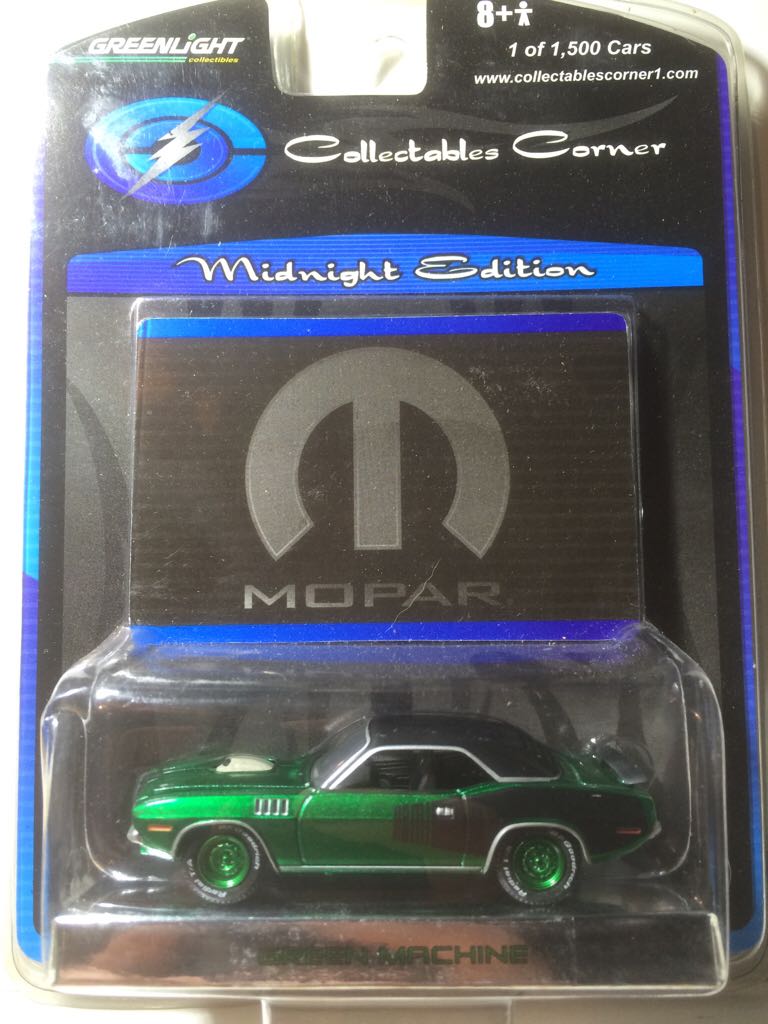 GREENLiGHT
collectibles
8+
1 of 1,500 Cars
www.collectablescorner1.com
Collectables Corner
Midnight Edition
MOPAR
GREEN MACHINE